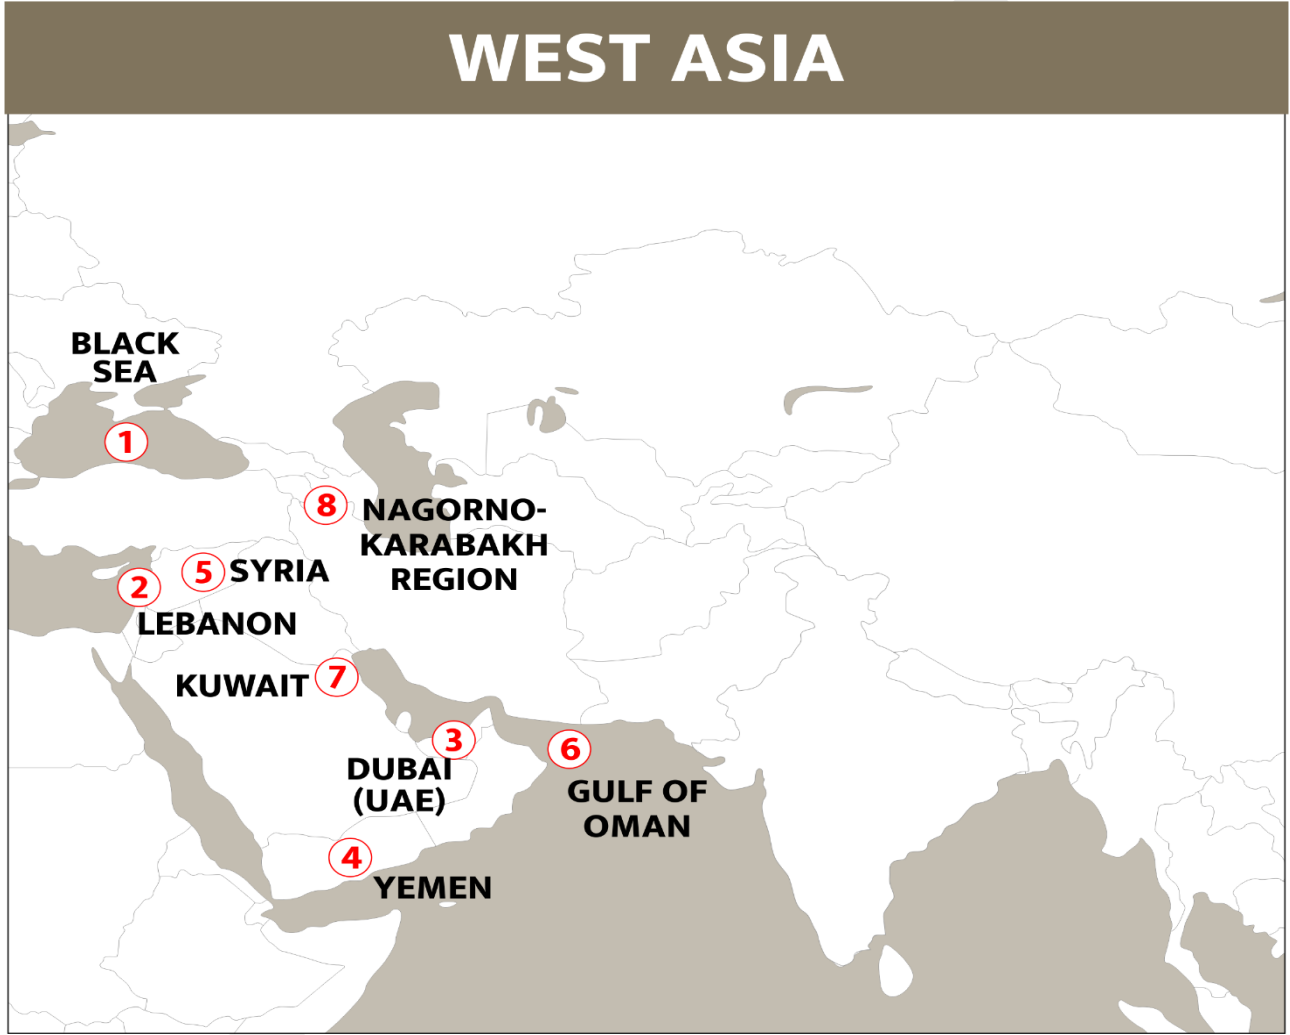 WEST ASIA
BLACK
SEA
1
8
NAGORNO-
KARABAKH
REGION
5
SYRIA
2
LEBANON
7
KUWAIT
3
DUBAI
(UAE)
6
GULF OF
OMAN
4
YEMEN